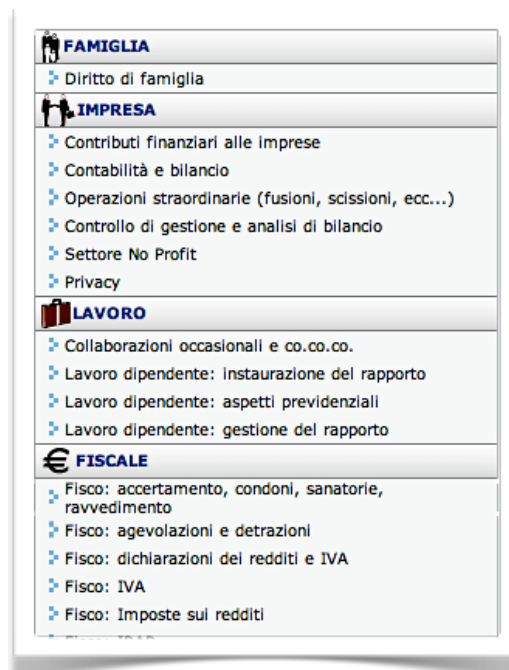 FAMIGLIA
Diritto di famiglia
IMPRESA
Contributi finanziari alle imprese
Contabilità e bilancio
Operazioni straordinarie (fusioni, scissioni, ecc...)
Controllo di gestione e analisi di bilancio
Settore No Profit
Privacy
LAVORO
Collaborazioni occasionali e co.co.co.
Lavoro dipendente: instaurazione del rapporto
Lavoro dipendente: aspetti previdenziali
Lavoro dipendente: gestione del rapporto
€ FISCALE
Fisco: accertamento, condoni, sanatorie,
ravvedimento
Fisco: agevolazioni e detrazioni
Fisco: dichiarazioni dei redditi e IVA
Fisco: IVA
Fisco: Imposte sui redditi